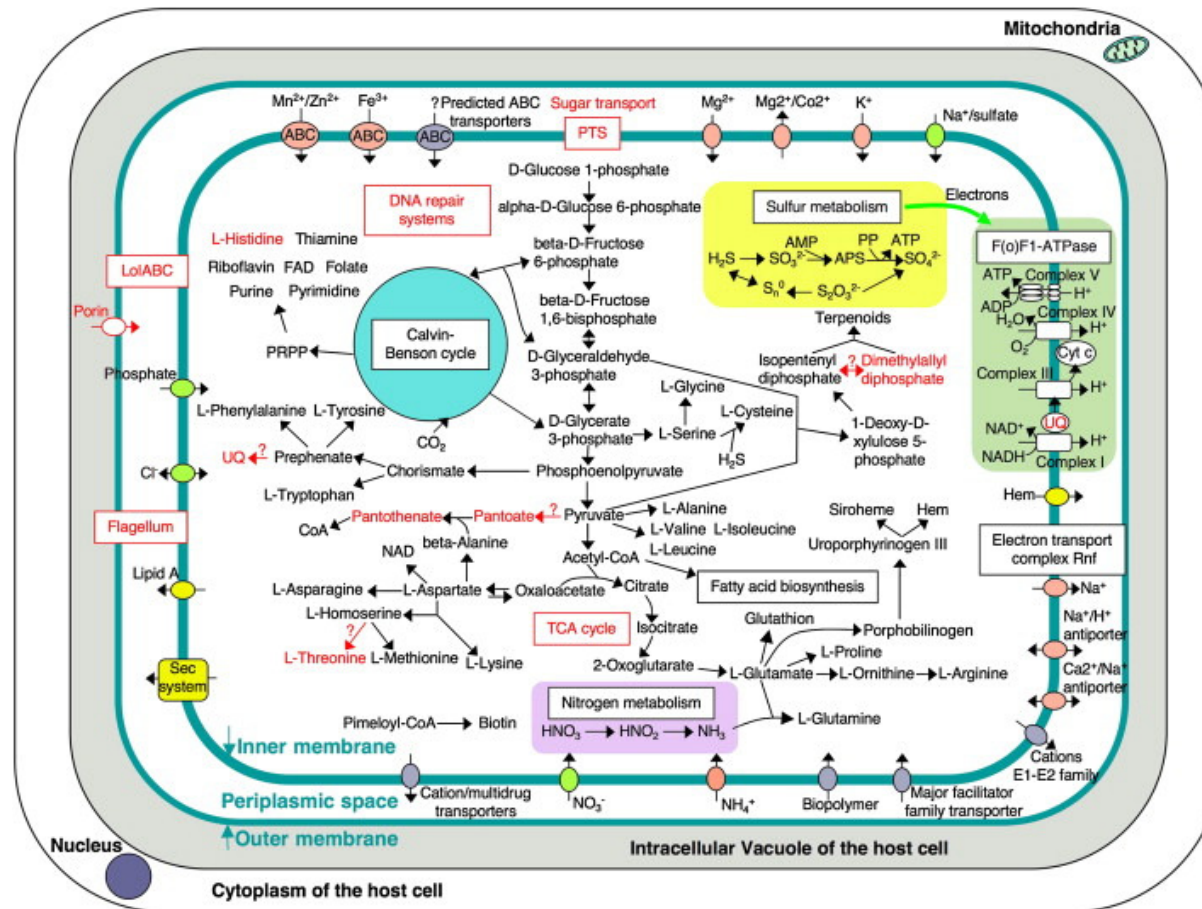 Mitochondria
Mn²⁺/Zn²⁺
Fe³⁺
? Predicted ABC
transporters
Sugar transport
Mg²⁺
Mg²⁺/Co2⁺
K⁺
Na⁺/sulfate
ABC
ABC
ABC
PTS
D-Glucose 1-phosphate
DNA repair
systems
alpha-D-Glucose 6-phosphate
Sulfur metabolism
Electrons
L-Histidine
Thiamine
beta-D-Fructose
6-phosphate
AMP
PP
ATP
F(o)F1-ATPase
LolABC
Riboflavin
FAD
Folate
H₂S
SO₃²⁻
APS
SO₄²⁻
ATP
Complex V
Purine
Pyrimidine
beta-D-Fructose
1,6-bisphosphate
Sₙ⁰
S₂O₃²⁻
ADP
H⁺
Porin
Terpenoids
H₂O
Complex IV
Calvin-
Benson cycle
O₂
H⁺
PRPP
D-Glyceraldehyde
3-phosphate
Isopentenyl
diphosphate
?
Dimethylallyl
diphosphate
Cyt c
Phosphate
L-Glycine
Complex III
H⁺
L-Phenylalanine
L-Tyrosine
L-Cysteine
CO₂
D-Glycerate
3-phosphate
L-Serine
1-Deoxy-D-
xylulose 5-
phosphate
UQ
UQ
?
Prephenate
H₂S
NAD⁺
H⁺
Cl⁻
Chorismate
Phosphoenolpyruvate
NADH
Complex I
L-Tryptophan
Hem
Flagellum
CoA
Pantothenate
Pantoate
?
Pyruvate
L-Alanine
L-Valine
L-Isoleucine
L-Leucine
Siroheme
Hem
beta-Alanine
Acetyl-CoA
Uroporphyrinogen III
Electron transport
complex Rnf
NAD
Lipid A
L-Asparagine
L-Aspartate
Oxaloacetate
Citrate
Fatty acid biosynthesis
Na⁺
L-Homoserine
Glutathion
?
TCA cycle
Isocitrate
Porphobilinogen
Na⁺/H⁺
antiporter
L-Threonine
L-Methionine
L-Lysine
L-Proline
Sec
system
2-Oxoglutarate
L-Glutamate
L-Ornithine
L-Arginine
Ca2⁺/Na⁺
antiporter
Nitrogen metabolism
Pimeloyl-CoA
Biotin
HNO₃
HNO₂
NH₃
L-Glutamine
Inner membrane
Cations
E1-E2 family
Periplasmic space
Cation/multidrug
transporters
NO₃⁻
NH₄⁺
Biopolymer
Major facilitator
family transporter
Outer membrane
Nucleus
Intracellular Vacuole of the host cell
Cytoplasm of the host cell